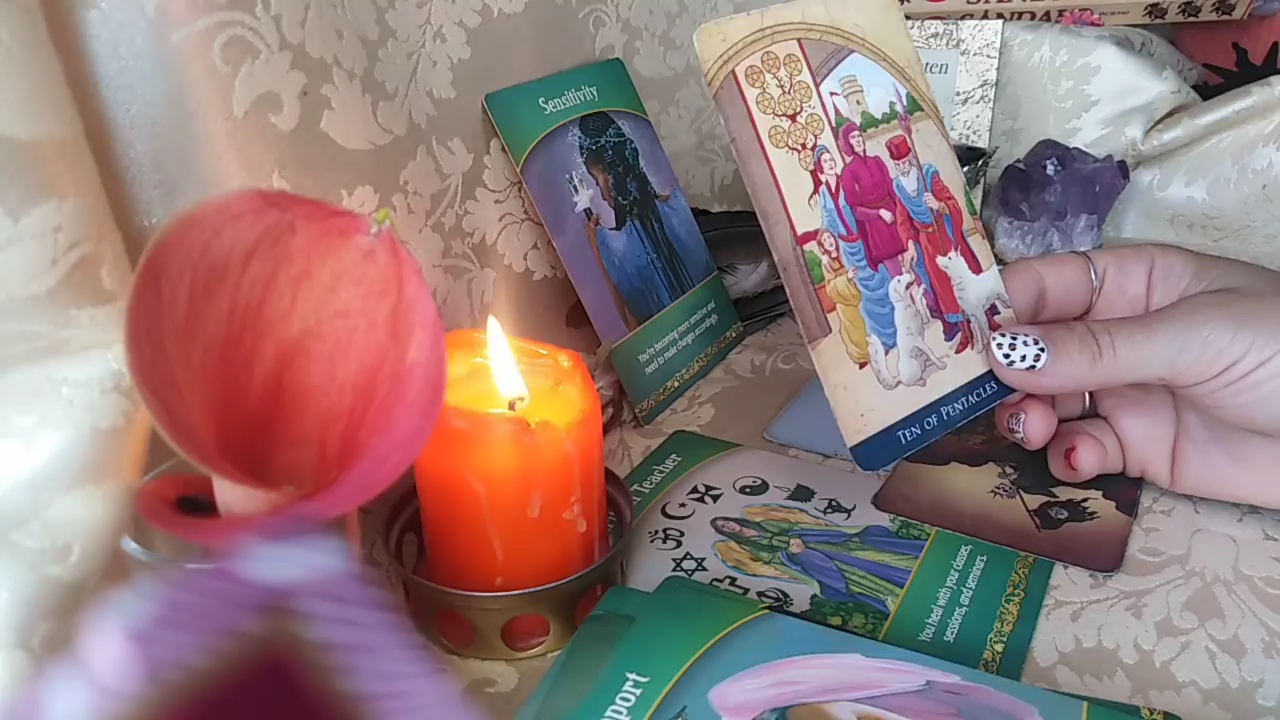 SANDAL
Sensitivity
You're becoming more sensitive and
need to make changes accordingly.
TEN OF PENTACLES
Teacher
You heal with your classes,
sessions, and seminars.